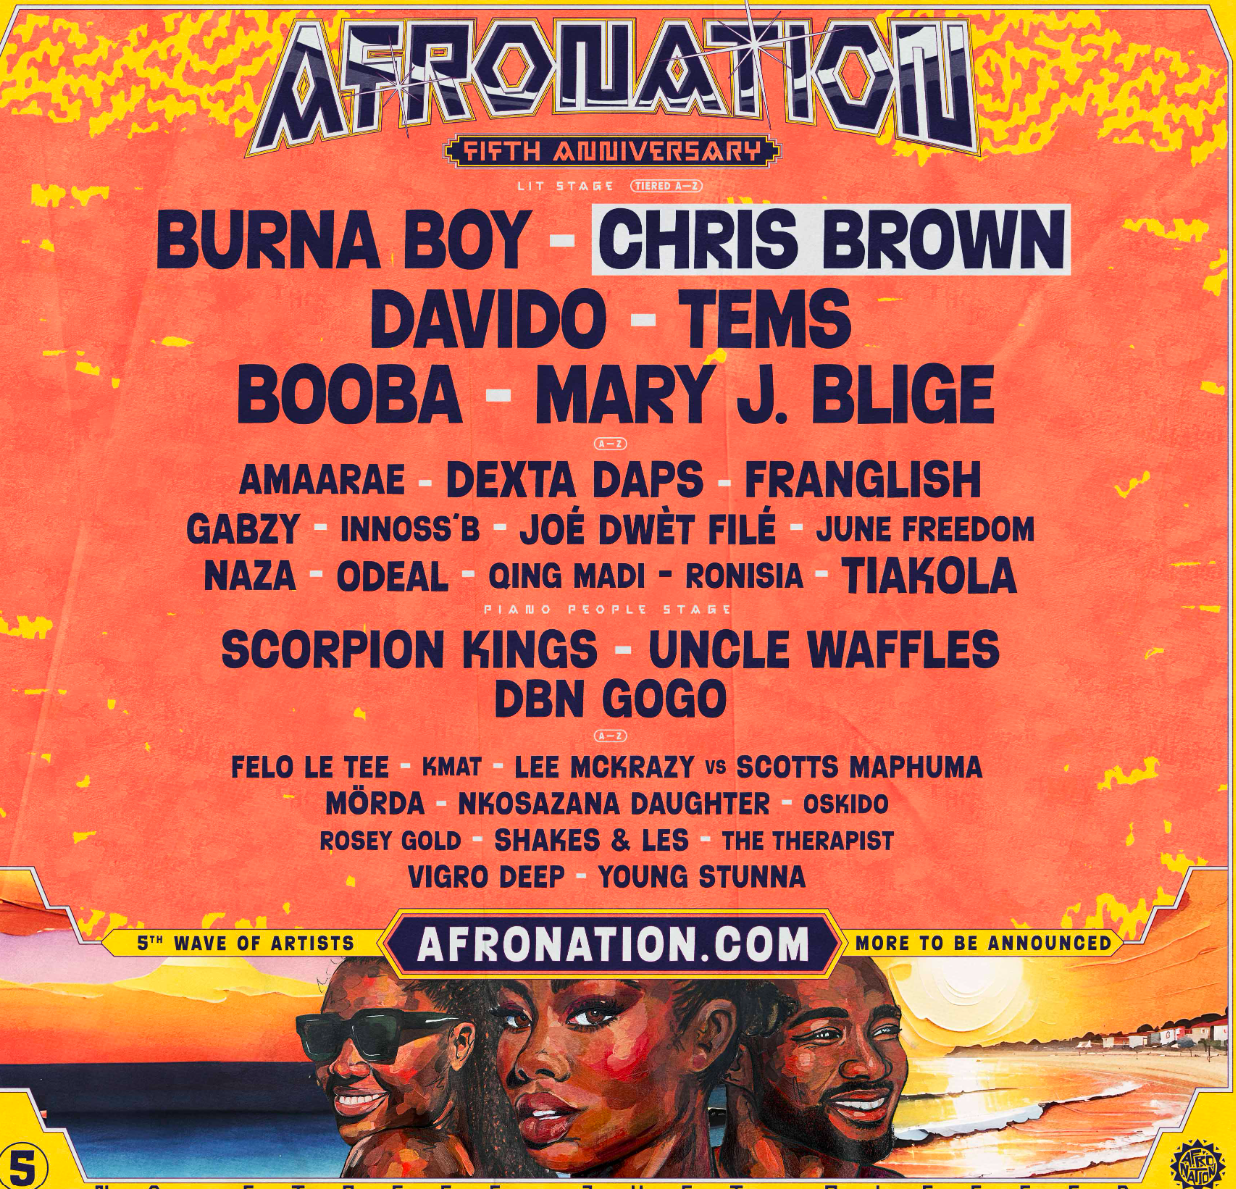 AFRONATION
FIFTH ANNIVERSARY
LIT STAGE TIERED A–Z
BURNA BOY - CHRIS BROWN
DAVIDO - TEMS
BOOBA - MARY J. BLIGE
A–Z
AMAARAE - DEXTA DAPS - FRANGLISH
GABZY - INNOSS'B - JOÉ DWÈT FILÉ - JUNE FREEDOM
NAZA - ODEAL - QING MADI - RONISIA - TIAKOLA
PIANO PEOPLE STAGE
SCORPION KINGS - UNCLE WAFFLES
DBN GOGO
A–Z
FELO LE TEE - KMAT - LEE MCKRAZY VS SCOTTS MAPHUMA
MÖRDA - NKOSAZANA DAUGHTER - OSKIDO
ROSEY GOLD - SHAKES & LES - THE THERAPIST
VIGRO DEEP - YOUNG STUNNA
5TH WAVE OF ARTISTS AFRONATION.COM MORE TO BE ANNOUNCED
5 AFRO
NATION